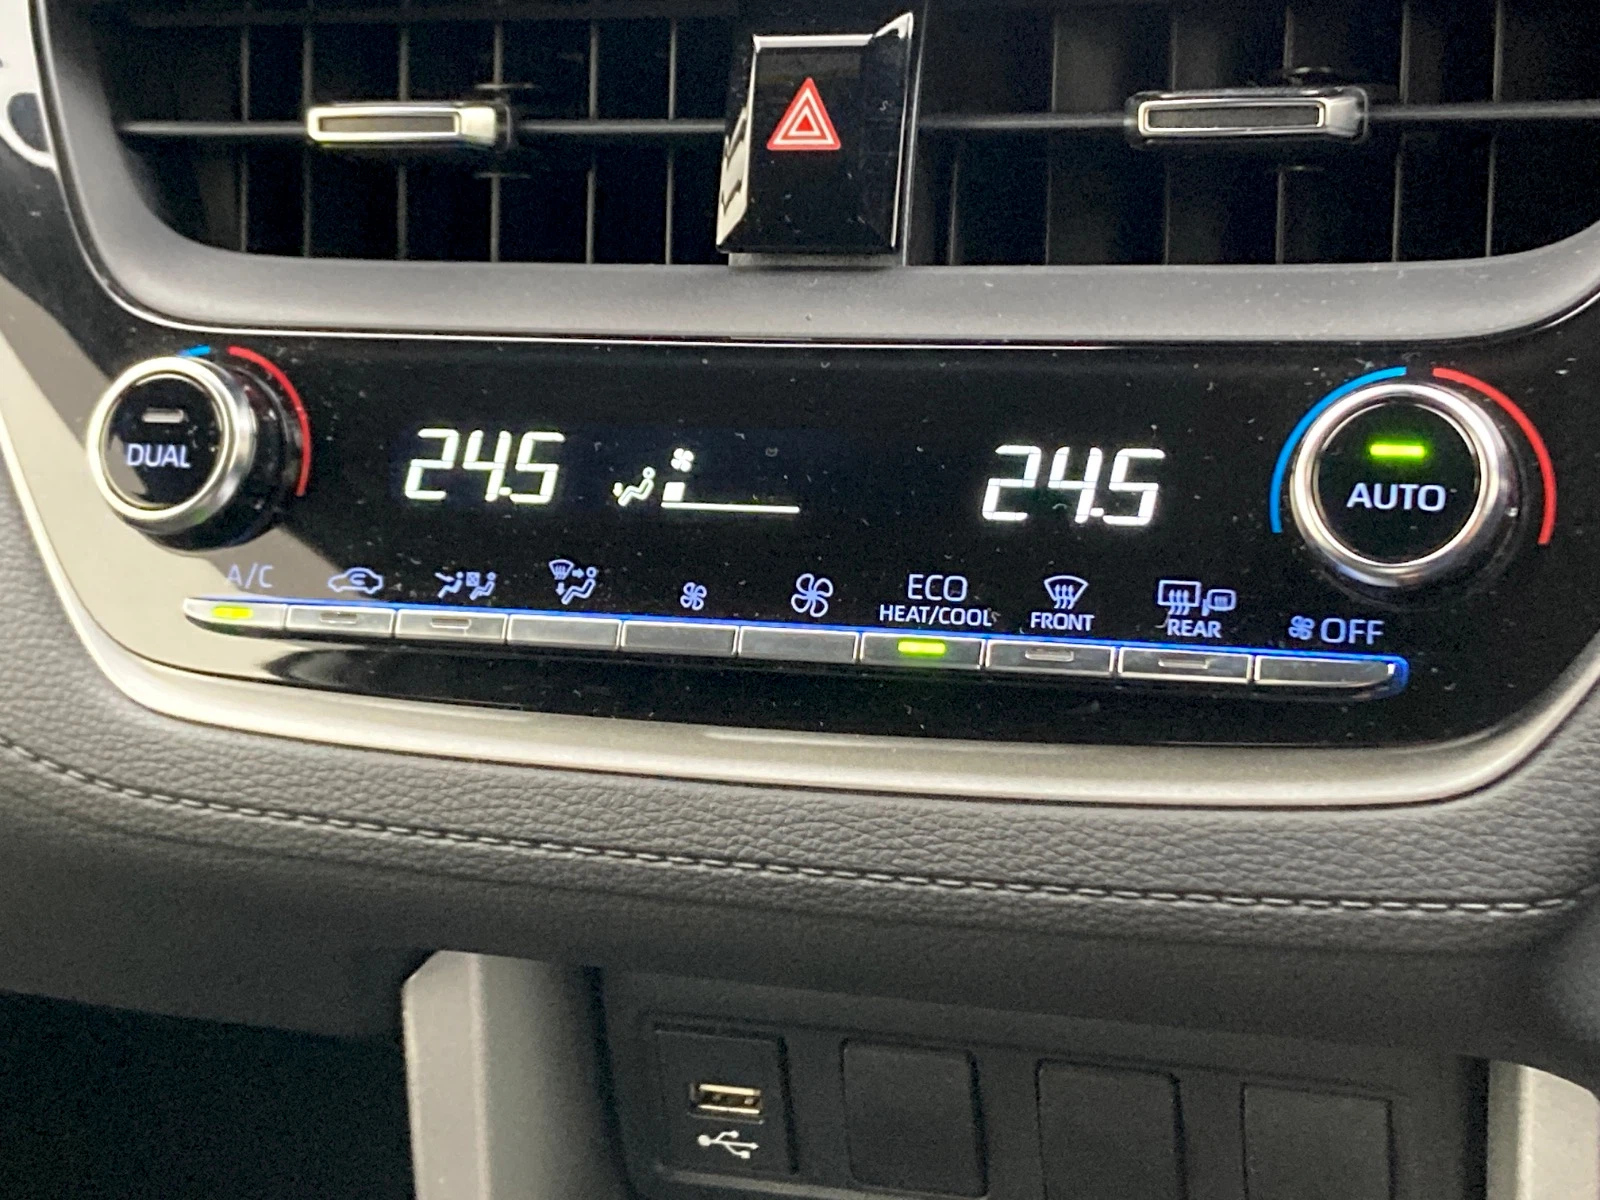 DUAL
24.5
24.5
AUTO
A/C
ECO
HEAT/COOL
FRONT
REAR
OFF